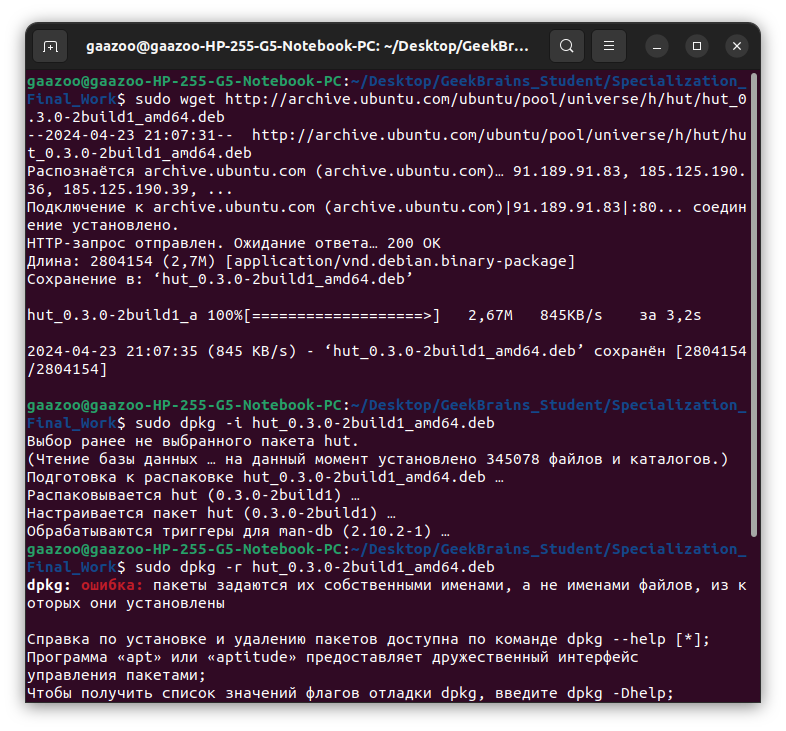 gaazoo@gaazoo-HP-255-G5-Notebook-PC: ~/Desktop/GeekBr...
gaazoo@gaazoo-HP-255-G5-Notebook-PC:~/Desktop/GeekBrains_Student/Specialization_
Final_Work$ sudo wget http://archive.ubuntu.com/ubuntu/pool/universe/h/hut/hut_0
.3.0-2build1_amd64.deb
--2024-04-23 21:07:31--  http://archive.ubuntu.com/ubuntu/pool/universe/h/hut/hu
t_0.3.0-2build1_amd64.deb
Распознаётся archive.ubuntu.com (archive.ubuntu.com)… 91.189.91.83, 185.125.190.
36, 185.125.190.39, ...
Подключение к archive.ubuntu.com (archive.ubuntu.com)|91.189.91.83|:80... соедин
ение установлено.
HTTP-запрос отправлен. Ожидание ответа… 200 OK
Длина: 2804154 (2,7M) [application/vnd.debian.binary-package]
Сохранение в: ‘hut_0.3.0-2build1_amd64.deb’
hut_0.3.0-2build1_a 100%[===================>]   2,67M   845KB/s    за 3,2s
2024-04-23 21:07:35 (845 KB/s) - ‘hut_0.3.0-2build1_amd64.deb’ сохранён [2804154
/2804154]
gaazoo@gaazoo-HP-255-G5-Notebook-PC:~/Desktop/GeekBrains_Student/Specialization_
Final_Work$ sudo dpkg -i hut_0.3.0-2build1_amd64.deb
Выбор ранее не выбранного пакета hut.
(Чтение базы данных … на данный момент установлено 345078 файлов и каталогов.)
Подготовка к распаковке hut_0.3.0-2build1_amd64.deb …
Распаковывается hut (0.3.0-2build1) …
Настраивается пакет hut (0.3.0-2build1) …
Обрабатываются триггеры для man-db (2.10.2-1) …
gaazoo@gaazoo-HP-255-G5-Notebook-PC:~/Desktop/GeekBrains_Student/Specialization_
Final_Work$ sudo dpkg -r hut_0.3.0-2build1_amd64.deb
dpkg: ошибка: пакеты задаются их собственными именами, а не именами файлов, из к
оторых они установлены
Справка по установке и удалению пакетов доступна по команде dpkg --help [*];
Программа «apt» или «aptitude» предоставляет дружественный интерфейс
управления пакетами;
Чтобы получить список значений флагов отладки dpkg, введите dpkg -Dhelp;